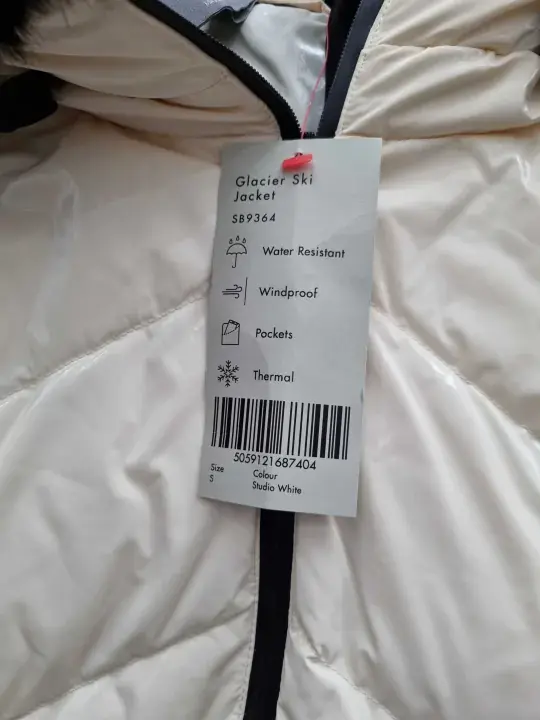 Glacier Ski
Jacket
SB9364
Water Resistant
Windproof
Pockets
Thermal
5059121687404
Size
S
Colour
Studio White